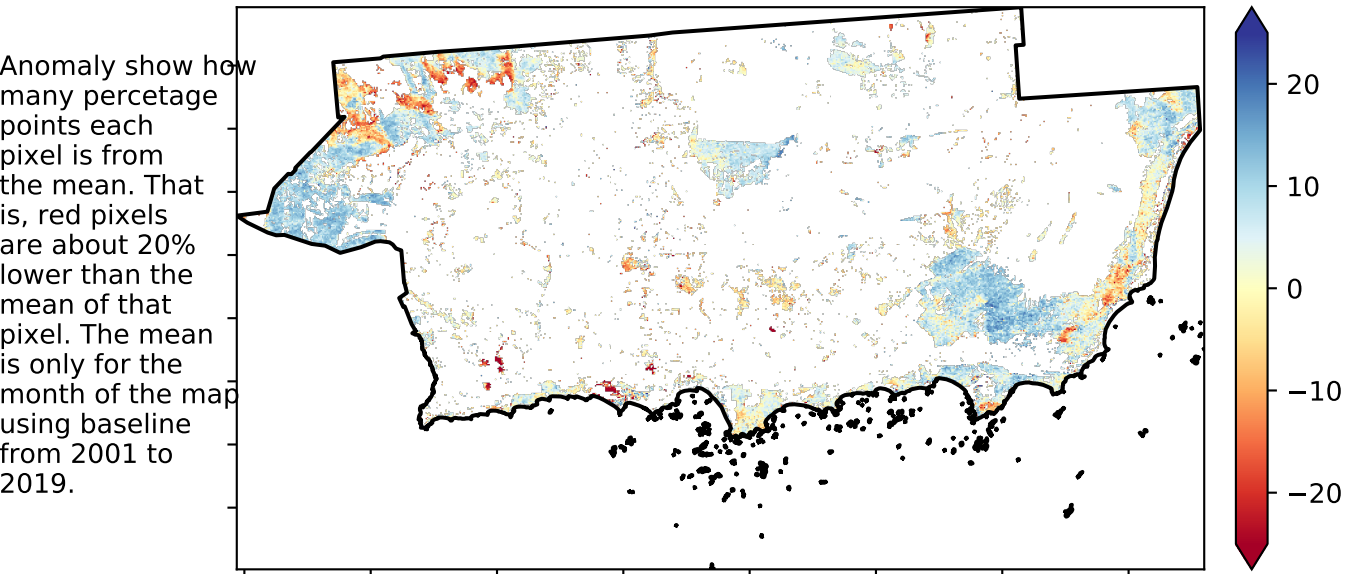 Anomaly show how
many percetage
points each
pixel is from
the mean. That
is, red pixels
are about 20%
lower than the
mean of that
pixel. The mean
is only for the
month of the map
using baseline
from 2001 to
2019.
20
10
0
−10
−20